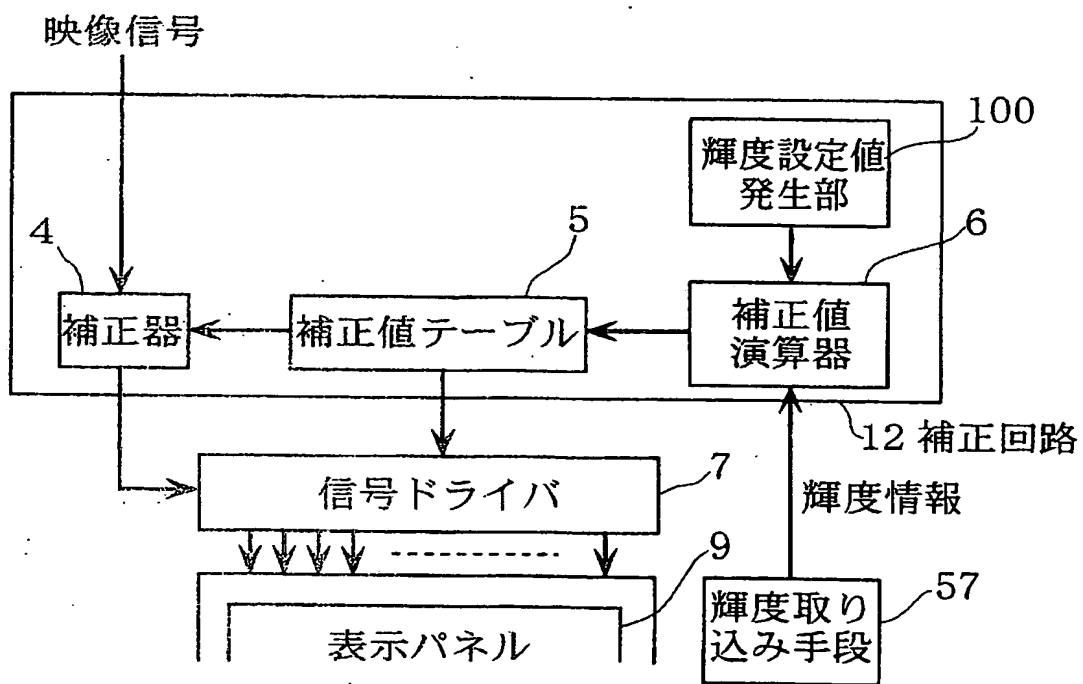 映像信号
100
輝度設定値
発生部
4
5
6
補正器
補正値テーブル
補正値
演算器
12 補正回路
7
信号ドライバ
輝度情報
9
57
表示パネル
輝度取り
込み手段